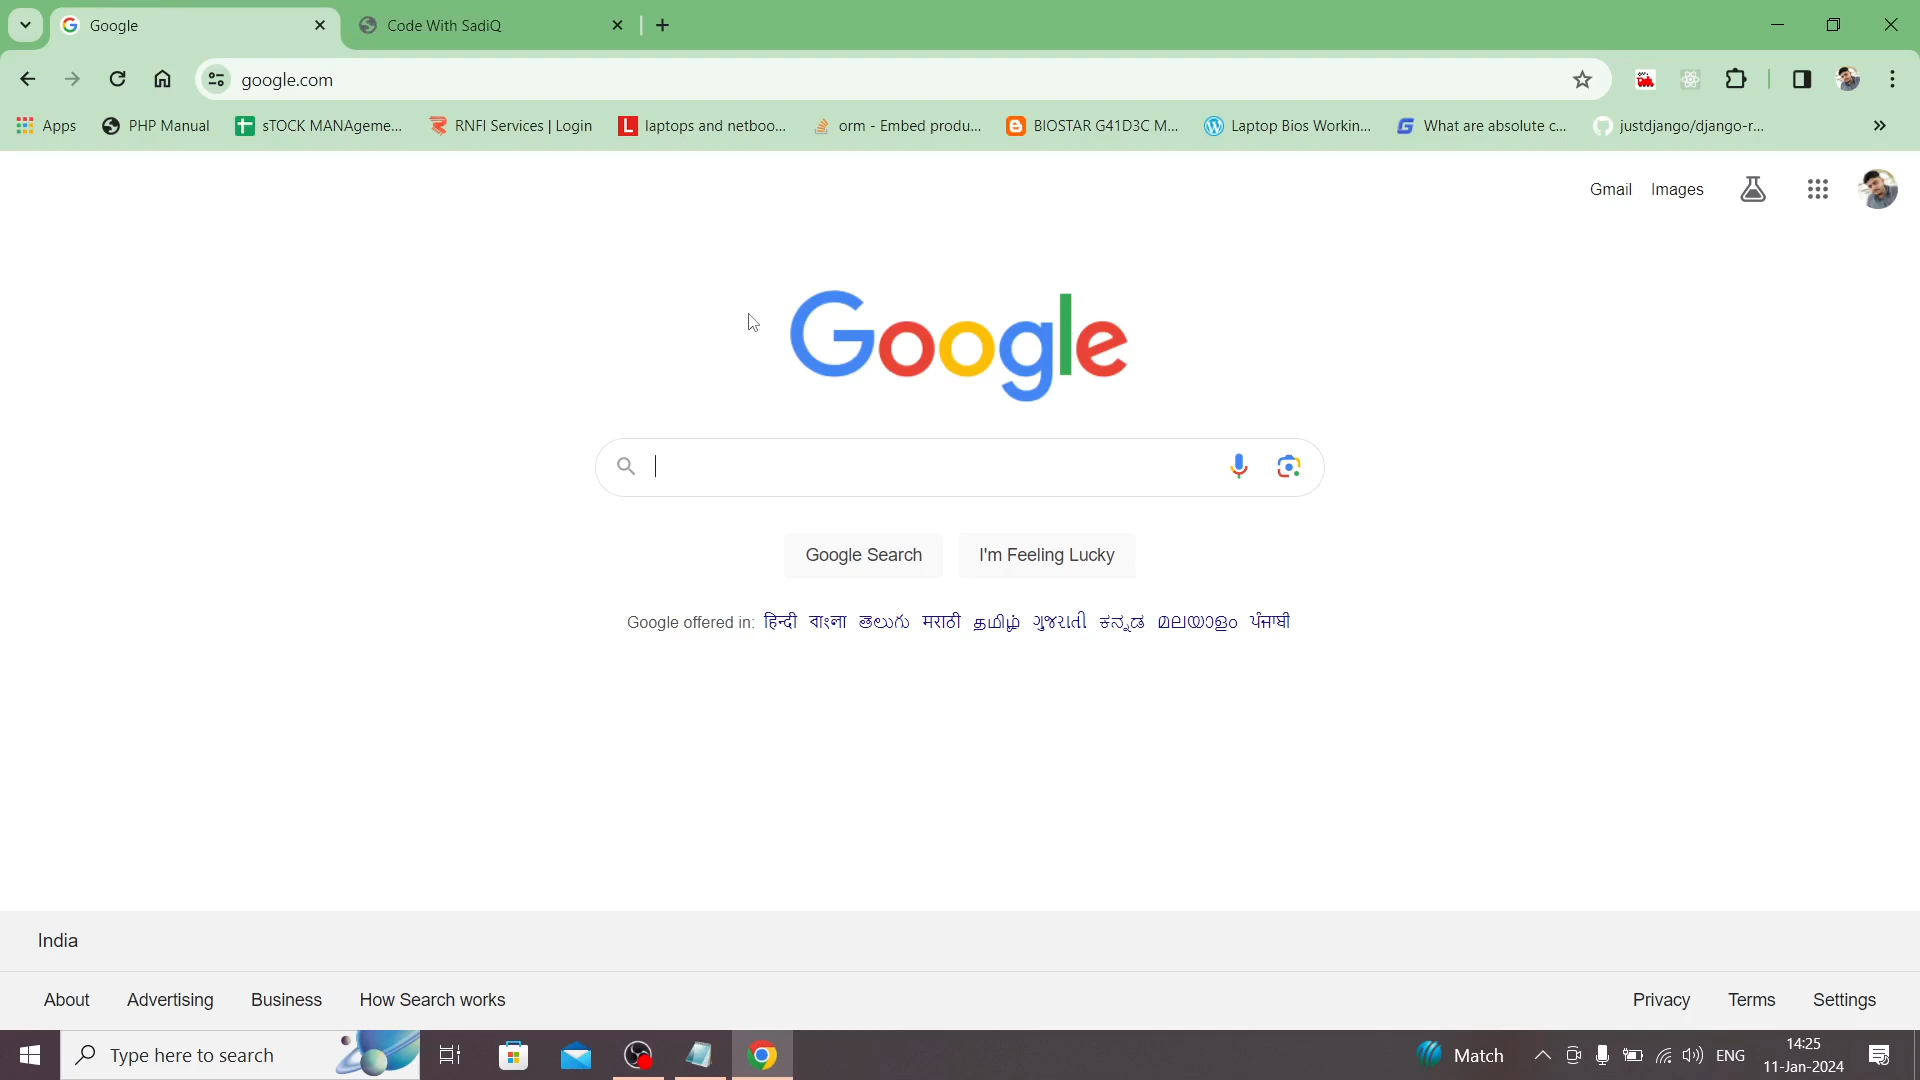 Google
Code With SadiQ
google.com
Apps
PHP Manual
sTOCK MANAgeme...
RNFI Services | Login
laptops and netboo...
orm - Embed produ...
BIOSTAR G41D3C M...
Laptop Bios Workin...
What are absolute c...
justdjango/django-r...
Gmail
Images
Google
Google Search
I'm Feeling Lucky
Google offered in: हिन्दी বাংলা తెలుగు मराठी தமிழ் ગુજરાતી ಕನ್ನಡ മലയാളം ਪੰਜਾਬੀ
India
About
Advertising
Business
How Search works
Privacy
Terms
Settings
Type here to search
Match
ENG
14:25
11-Jan-2024